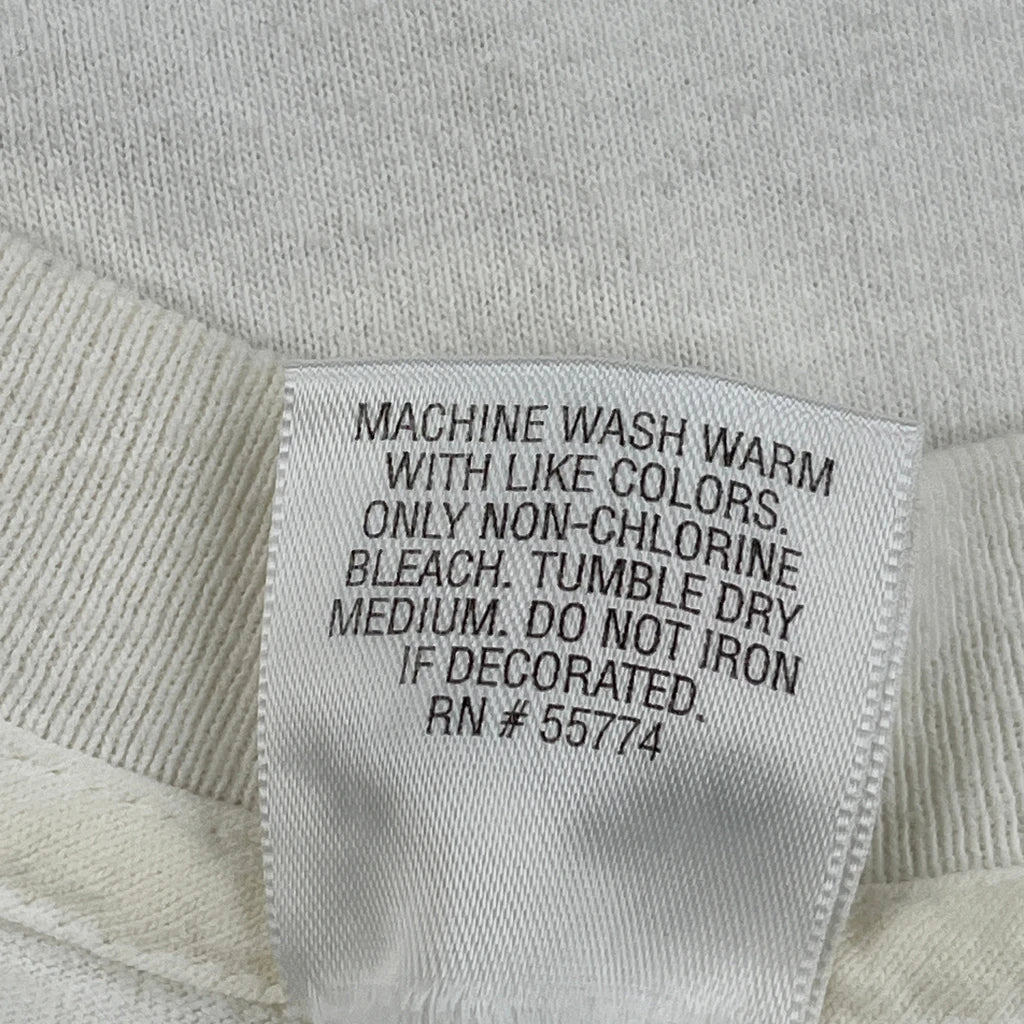 MACHINE WASH WARM
WITH LIKE COLORS.
ONLY NON-CHLORINE
BLEACH. TUMBLE DRY
MEDIUM. DO NOT IRON
IF DECORATED.
RN # 55774